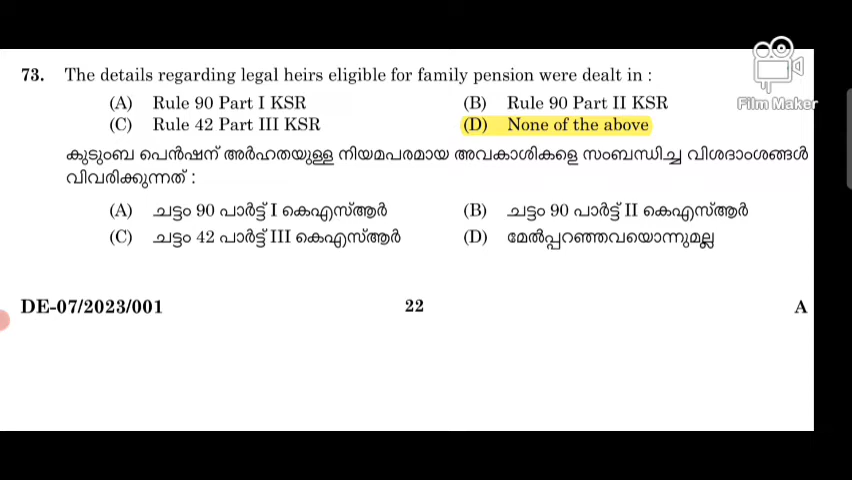 Film Maker
73. The details regarding legal heirs eligible for family pension were dealt in :
(A) Rule 90 Part I KSR (B) Rule 90 Part II KSR
(C) Rule 42 Part III KSR (D) None of the above
കുടുംബ പെൻഷന് അർഹതയുള്ള നിയമപരമായ അവകാശികളെ സംബന്ധിച്ച വിശദാംശങ്ങൾ
വിവരിക്കുന്നത് :
(A) ചട്ടം 90 പാർട്ട് I കെഎസ്ആർ (B) ചട്ടം 90 പാർട്ട് II കെഎസ്ആർ
(C) ചട്ടം 42 പാർട്ട് III കെഎസ്ആർ (D) മേൽപ്പറഞ്ഞവയൊന്നുമല്ല
DE-07/2023/001 22 A